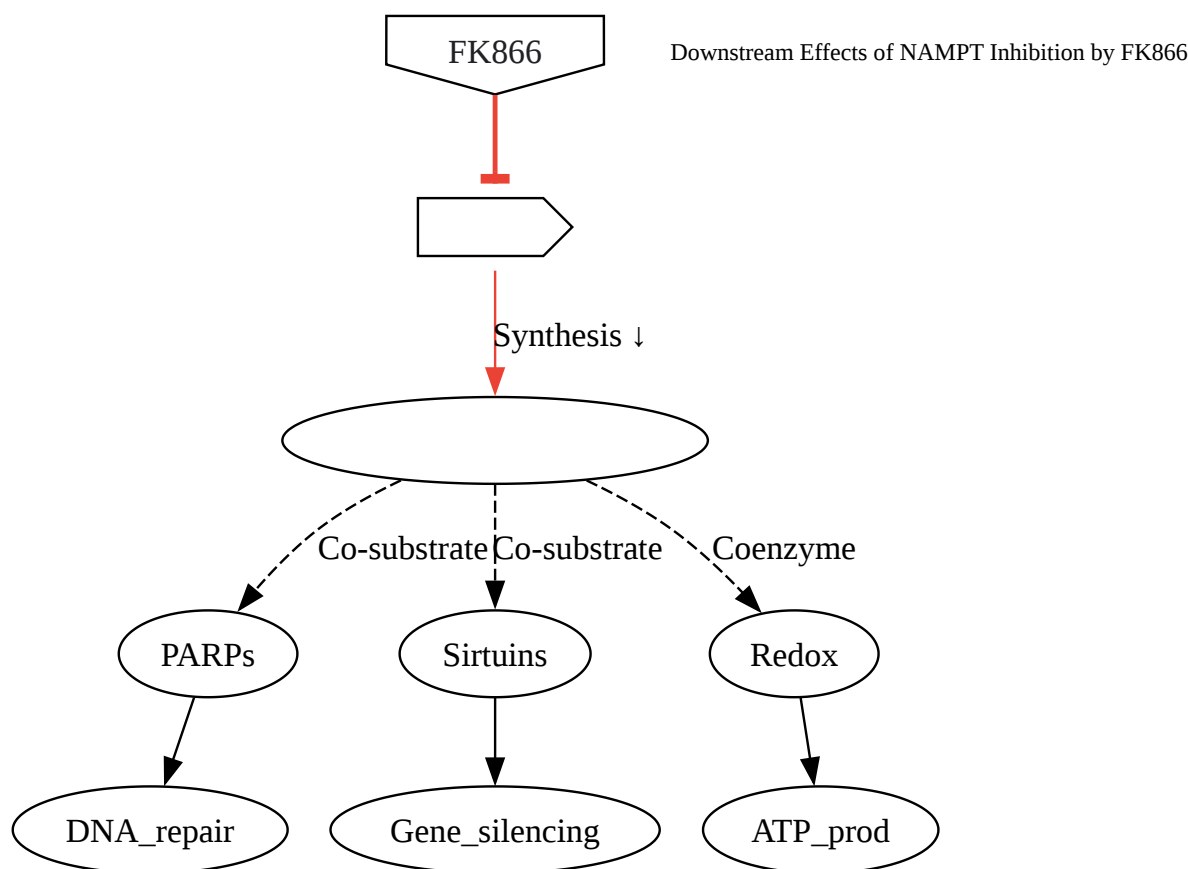 FK866
Downstream Effects of NAMPT Inhibition by FK866
Synthesis ↓
Co-substrate
Co-substrate
Coenzyme
PARPs
Sirtuins
Redox
DNA_repair
Gene_silencing
ATP_prod